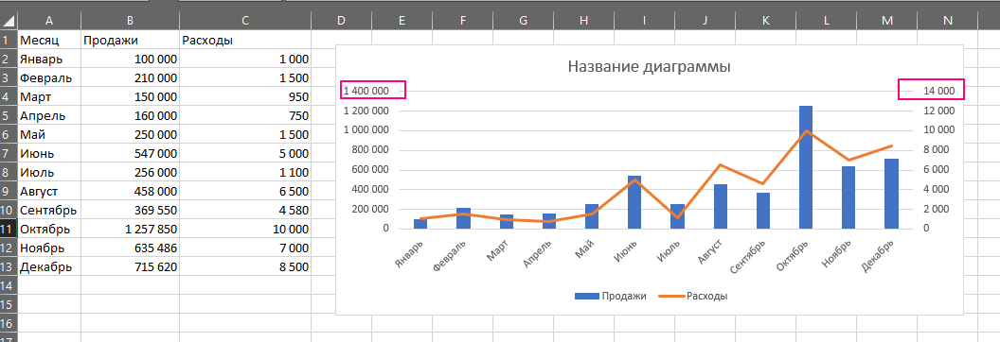 A B C D E F G H I J K L M N
1 Месяц Продажи Расходы
2 Январь 100 000 1 000
3 Февраль 210 000 1 500
4 Март 150 000 950
5 Апрель 160 000 750
6 Май 250 000 1 500
7 Июнь 547 000 5 000
8 Июль 256 000 1 100
9 Август 458 000 6 500
10 Сентябрь 369 550 4 580
11 Октябрь 1 257 850 10 000
12 Ноябрь 635 486 7 000
13 Декабрь 715 620 8 500
14
15
16
17
Название диаграммы
1 400 000 14 000
1 200 000 12 000
1 000 000 10 000
800 000 8 000
600 000 6 000
400 000 4 000
200 000 2 000
0 0
Январь Февраль Март Апрель Май Июнь Июль Август Сентябрь Октябрь Ноябрь Декабрь
Продажи Расходы